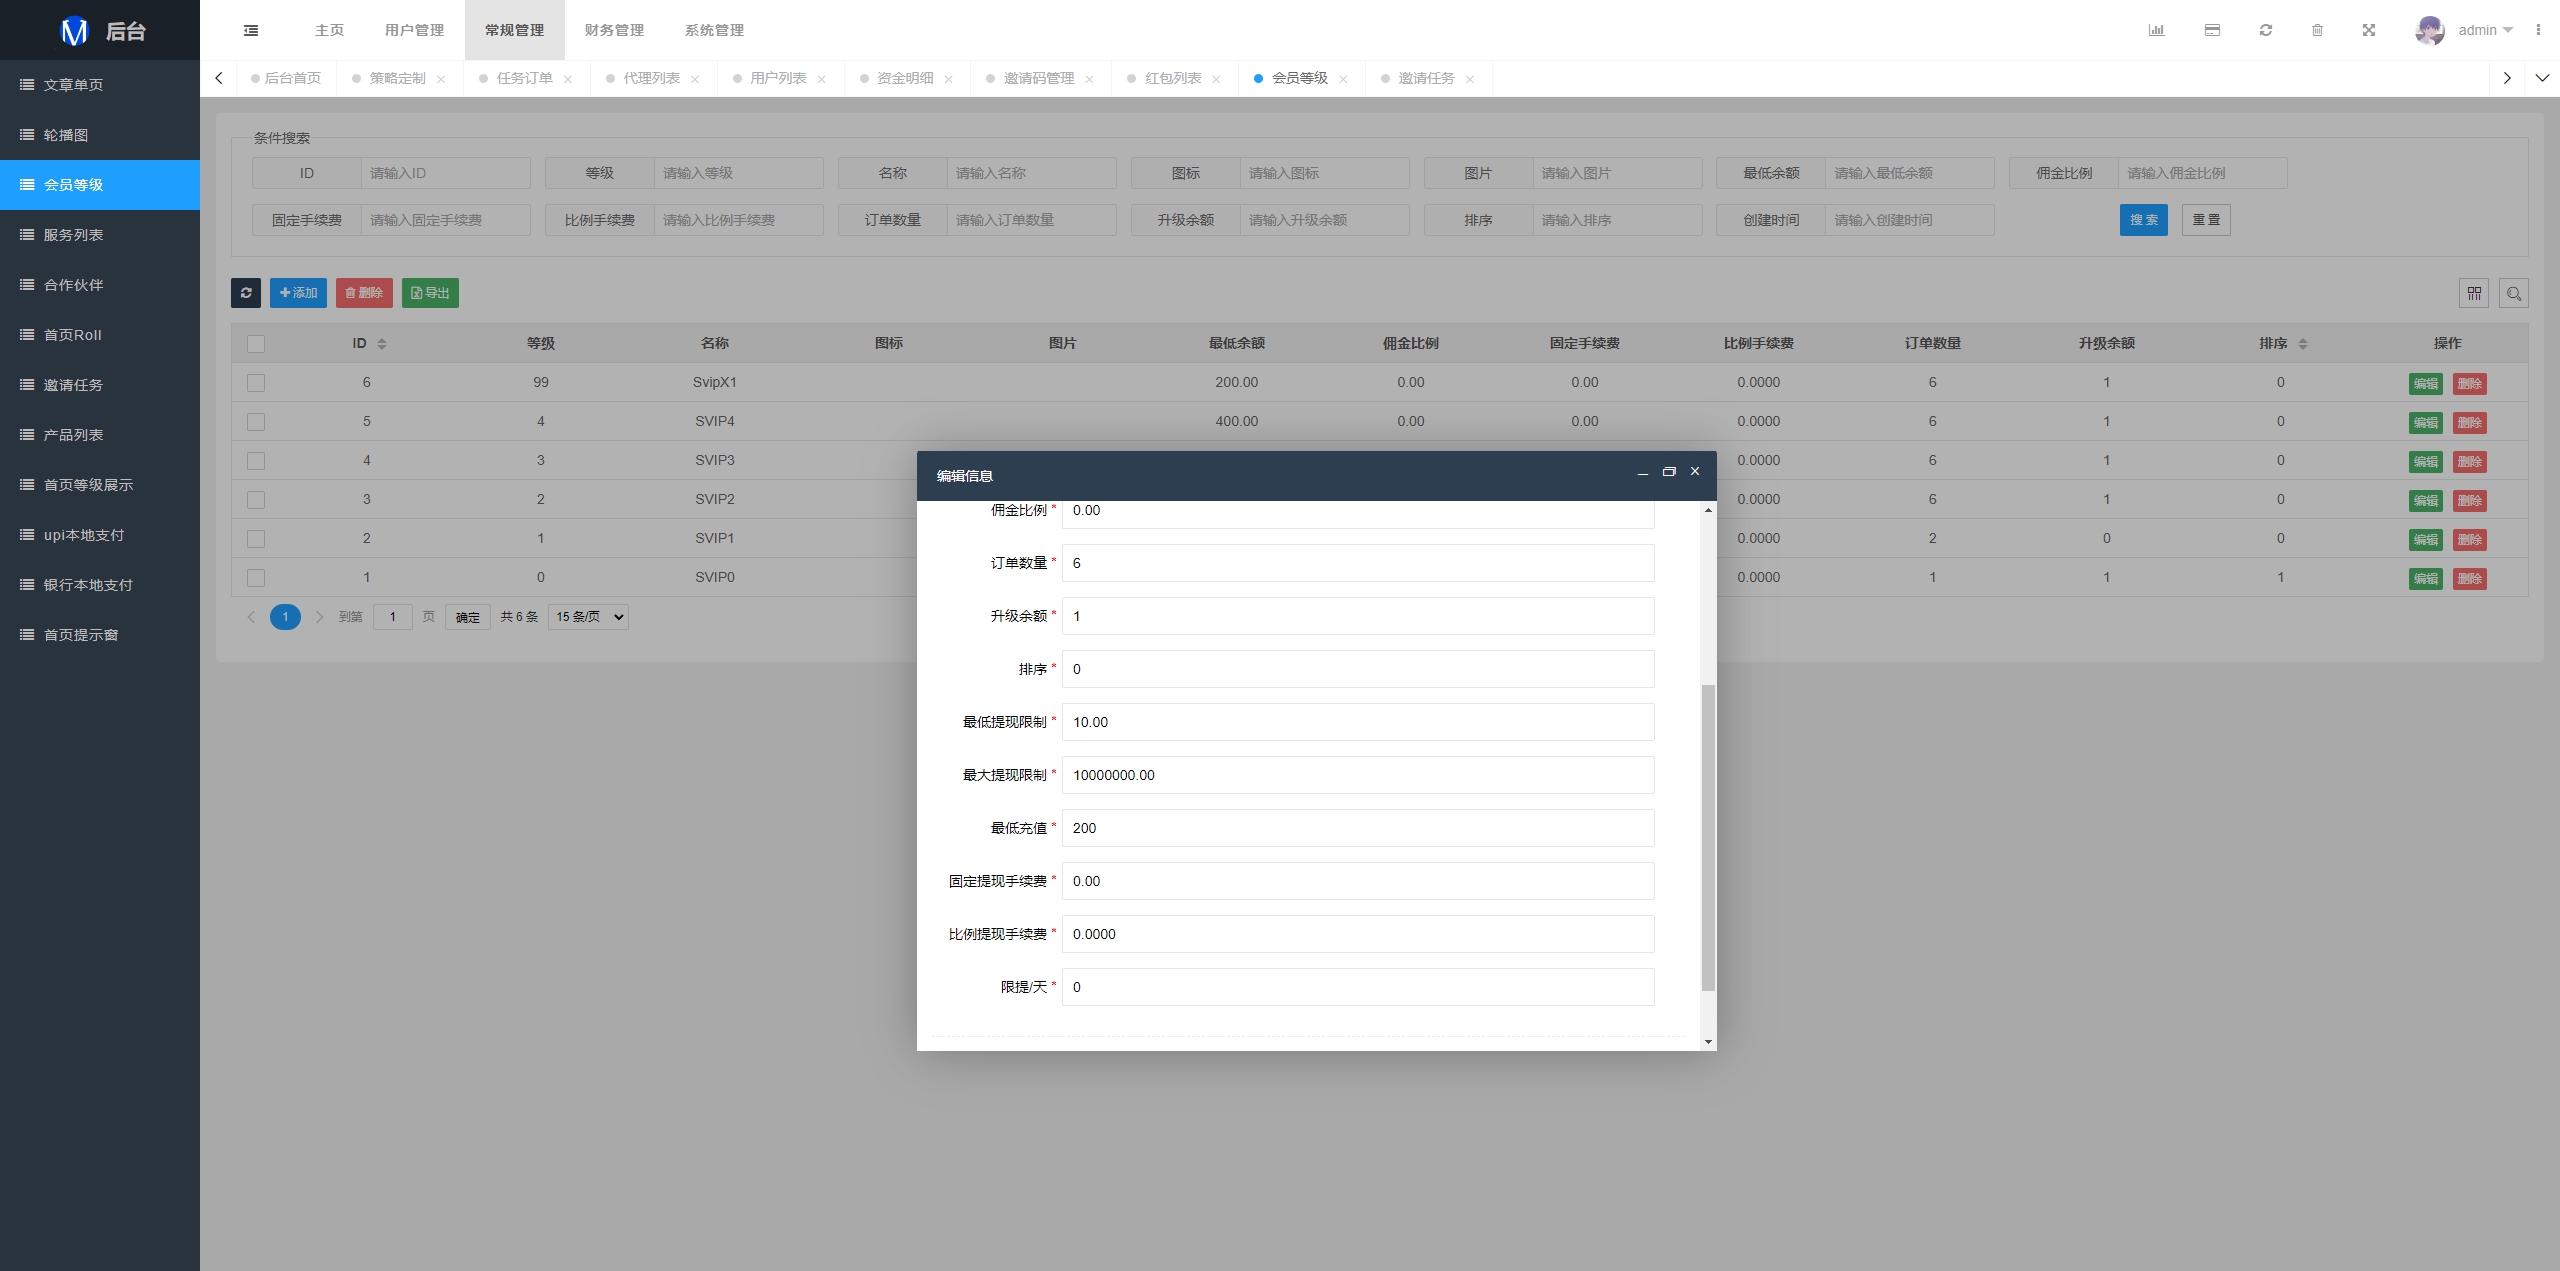 后台
主页 用户管理 常规管理 财务管理 系统管理 admin
后台首页 策略定制 任务订单 代理列表 用户列表 资金明细 邀请码管理 红包列表 会员等级 邀请任务
文章单页
轮播图
会员等级
服务列表
合作伙伴
首页Roll
邀请任务
产品列表
首页等级展示
upi本地支付
银行本地支付
首页提示窗
条件搜索
ID 请输入ID 等级 请输入等级 名称 请输入名称 图标 请输入图标 图片 请输入图片 最低余额 请输入最低余额 佣金比例 请输入佣金比例
固定手续费 请输入固定手续费 比例手续费 请输入比例手续费 订单数量 请输入订单数量 升级余额 请输入升级余额 排序 请输入排序 创建时间 请输入创建时间 搜索 重置
添加 删除 导出
ID 等级 名称 图标 图片 最低余额 佣金比例 固定手续费 比例手续费 订单数量 升级余额 排序 操作
6 99 SvipX1 200.00 0.00 0.00 0.0000 6 1 0 编辑 删除
5 4 SVIP4 400.00 0.00 0.00 0.0000 6 1 0 编辑 删除
4 3 SVIP3 0.0000 6 1 0 编辑 删除
3 2 SVIP2 0.0000 6 1 0 编辑 删除
2 1 SVIP1 0.0000 2 0 0 编辑 删除
1 0 SVIP0 0.0000 1 1 1 编辑 删除
1 到第 1 页 确定 共 6 条 15 条/页
编辑信息
佣金比例 * 0.00
订单数量 * 6
升级余额 * 1
排序 * 0
最低提现限制 * 10.00
最大提现限制 * 10000000.00
最低充值 * 200
固定提现手续费 * 0.00
比例提现手续费 * 0.0000
限提/天 * 0